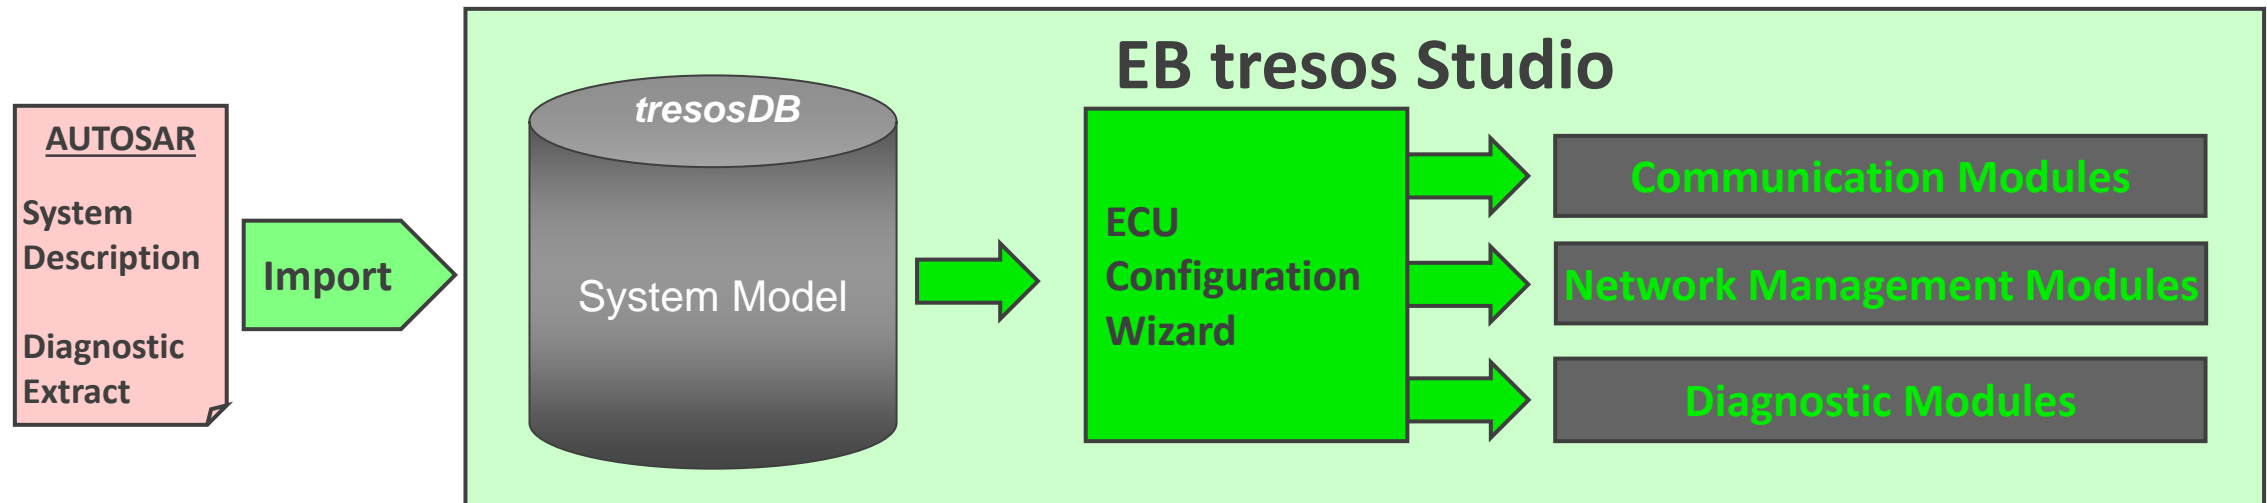 EB tresos Studio
AUTOSAR
System
Description
Diagnostic
Extract
Import
tresosDB
System Model
ECU
Configuration
Wizard
Communication Modules
Network Management Modules
Diagnostic Modules